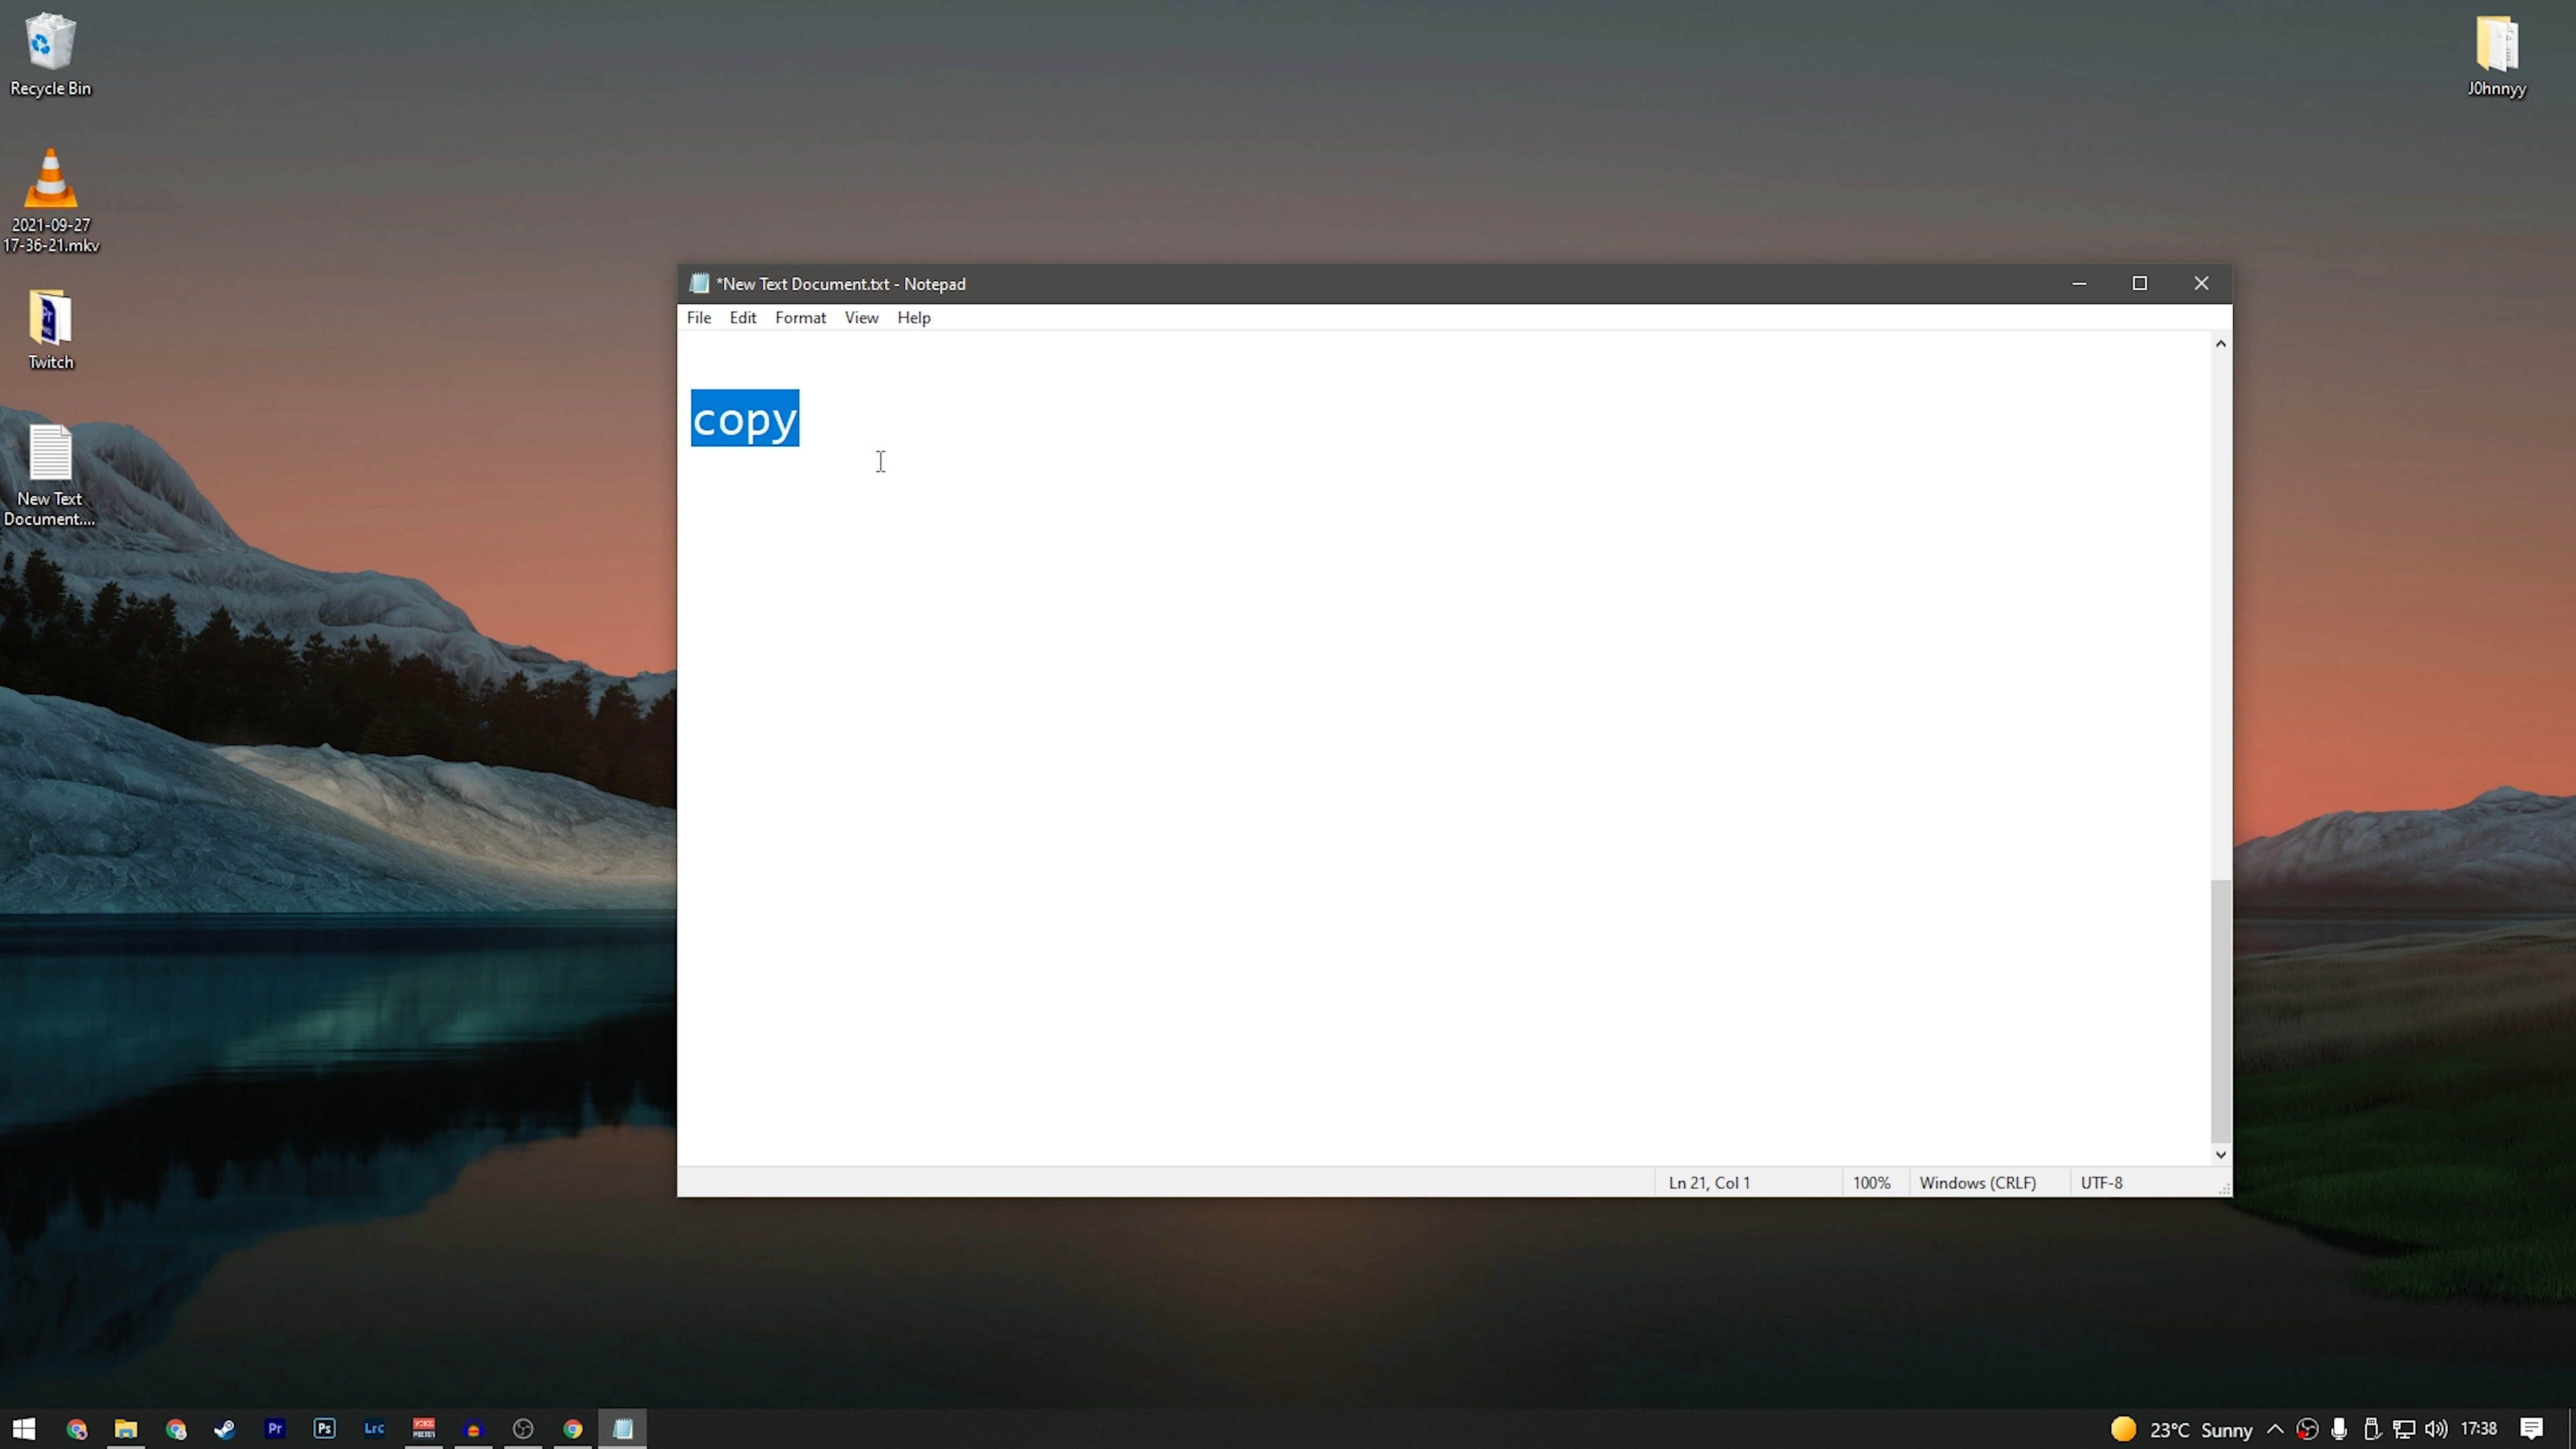 Recycle Bin
J0hnnyy
2021-09-27
17-36-21.mkv
Twitch
New Text
Document....
*New Text Document.txt - Notepad
File Edit Format View Help
copy
Ln 21, Col 1 100% Windows (CRLF) UTF-8
Pr Ps Lrc VOICE
MEETER
23°C Sunny 17:38